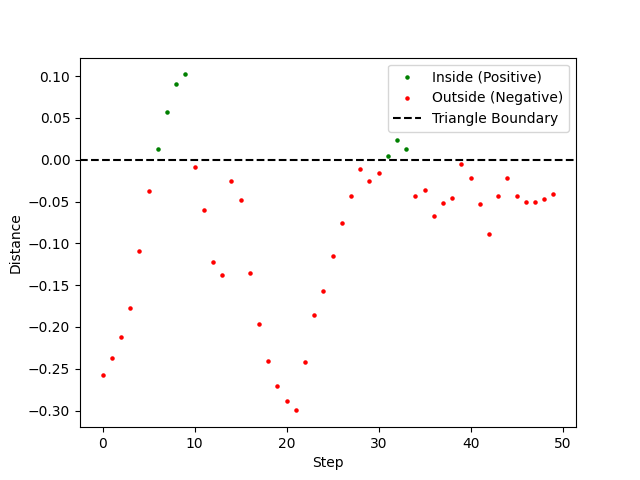 Inside (Positive)
Outside (Negative)
Triangle Boundary
0.10
0.05
0.00
−0.05
−0.10
−0.15
−0.20
−0.25
−0.30
Distance
0 10 20 30 40 50
Step